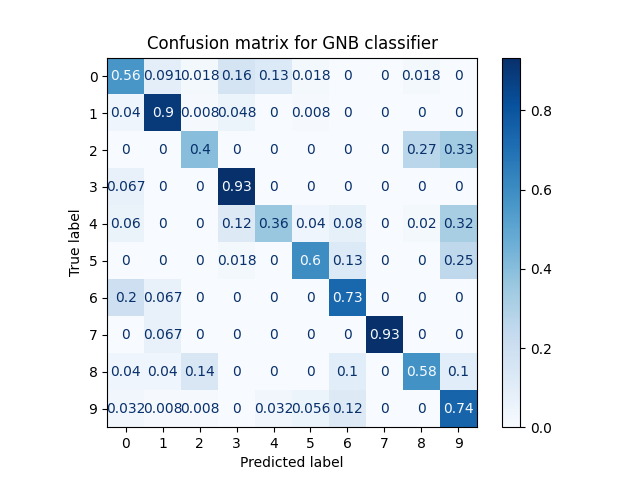 Confusion matrix for GNB classifier
0 0.56 0.091 0.018 0.16 0.13 0.018 0 0 0.018 0
1 0.04 0.9 0.008 0.048 0 0.008 0 0 0 0
2 0 0 0.4 0 0 0 0 0 0.27 0.33
3 0.067 0 0 0.93 0 0 0 0 0 0
4 0.06 0 0 0.12 0.36 0.04 0.08 0 0.02 0.32
5 0 0 0 0.018 0 0.6 0.13 0 0 0.25
6 0.2 0.067 0 0 0 0 0.73 0 0 0
7 0 0.067 0 0 0 0 0 0.93 0 0
8 0.04 0.04 0.14 0 0 0 0.1 0 0.58 0.1
9 0.032 0.008 0.008 0 0.032 0.056 0.12 0 0 0.74
0 1 2 3 4 5 6 7 8 9
Predicted label
True label
0.8
0.6
0.4
0.2
0.0